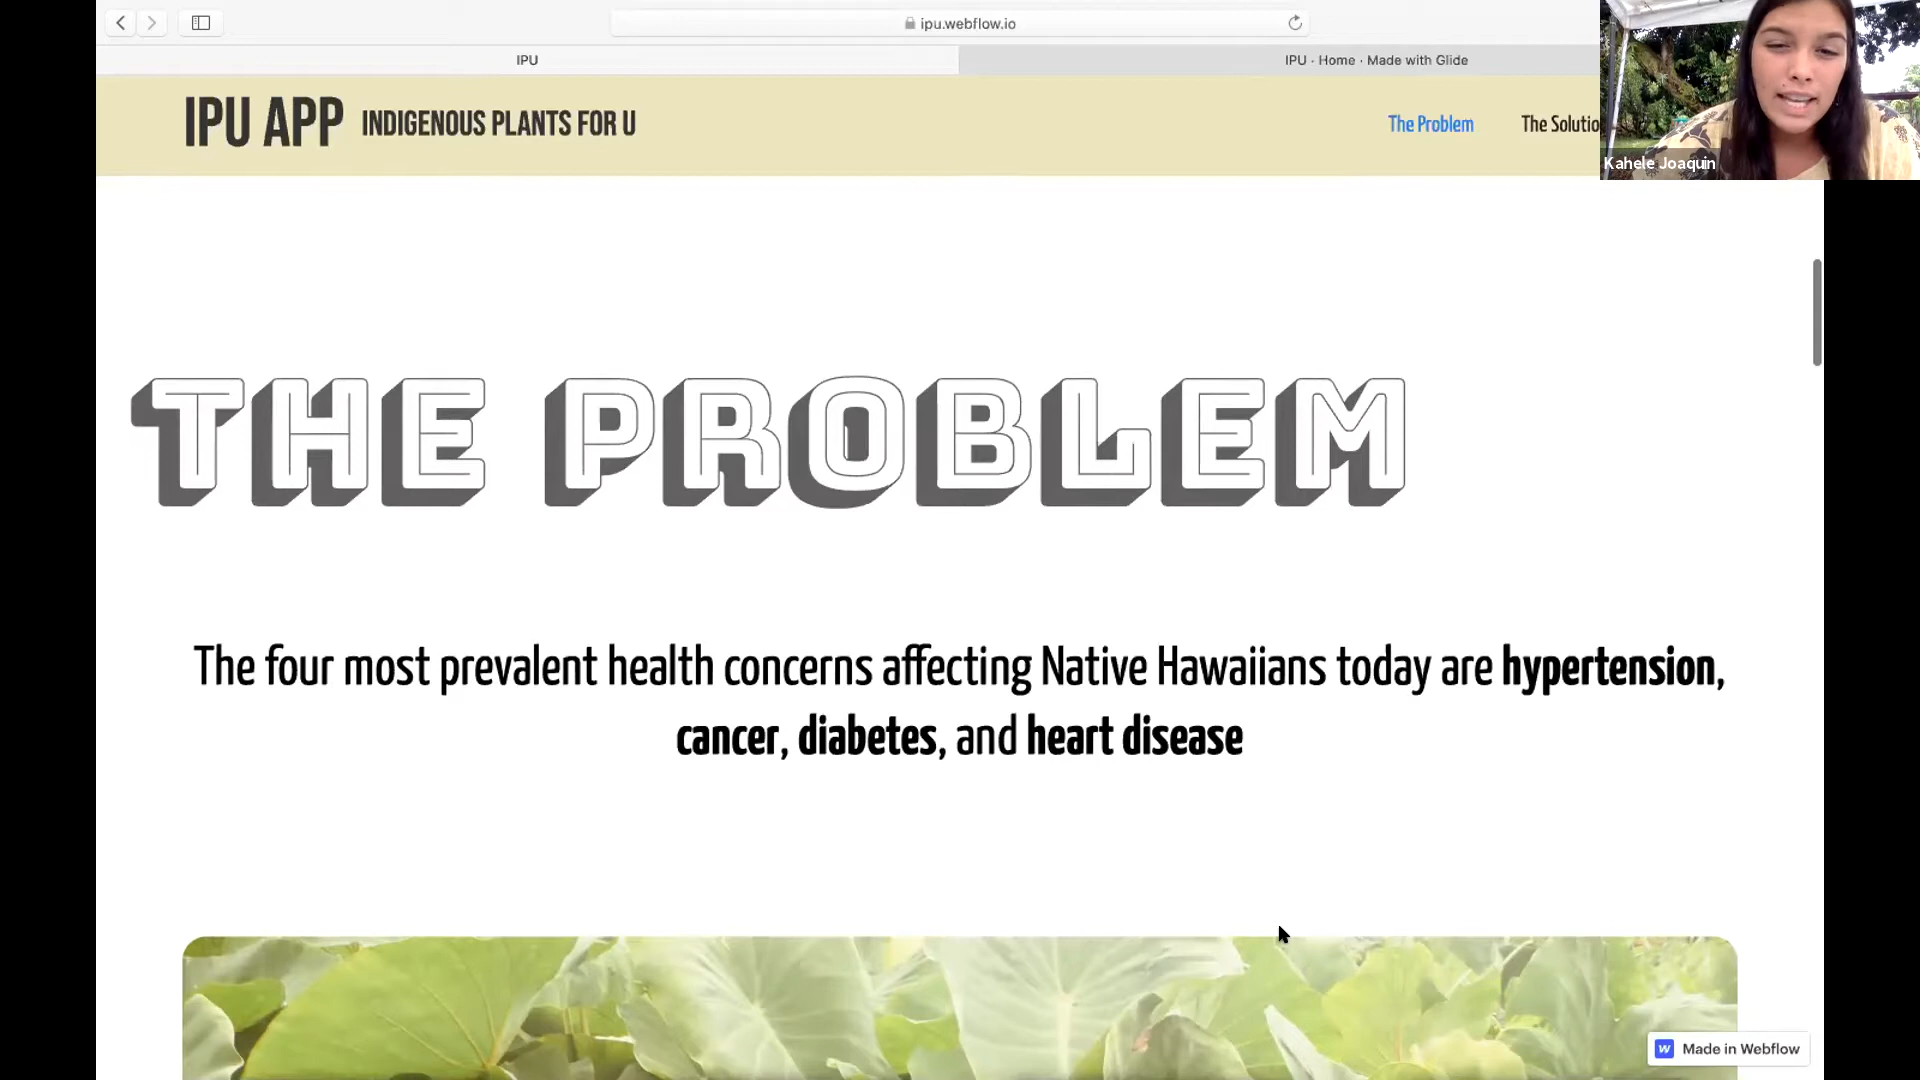 ipu.webflow.io
IPU
IPU · Home · Made with Glide
IPU APP INDIGENOUS PLANTS FOR U
The Problem
The Solutio
Kahele Joaquin
THE PROBLEM
The four most prevalent health concerns affecting Native Hawaiians today are hypertension,
cancer, diabetes, and heart disease
Made in Webflow